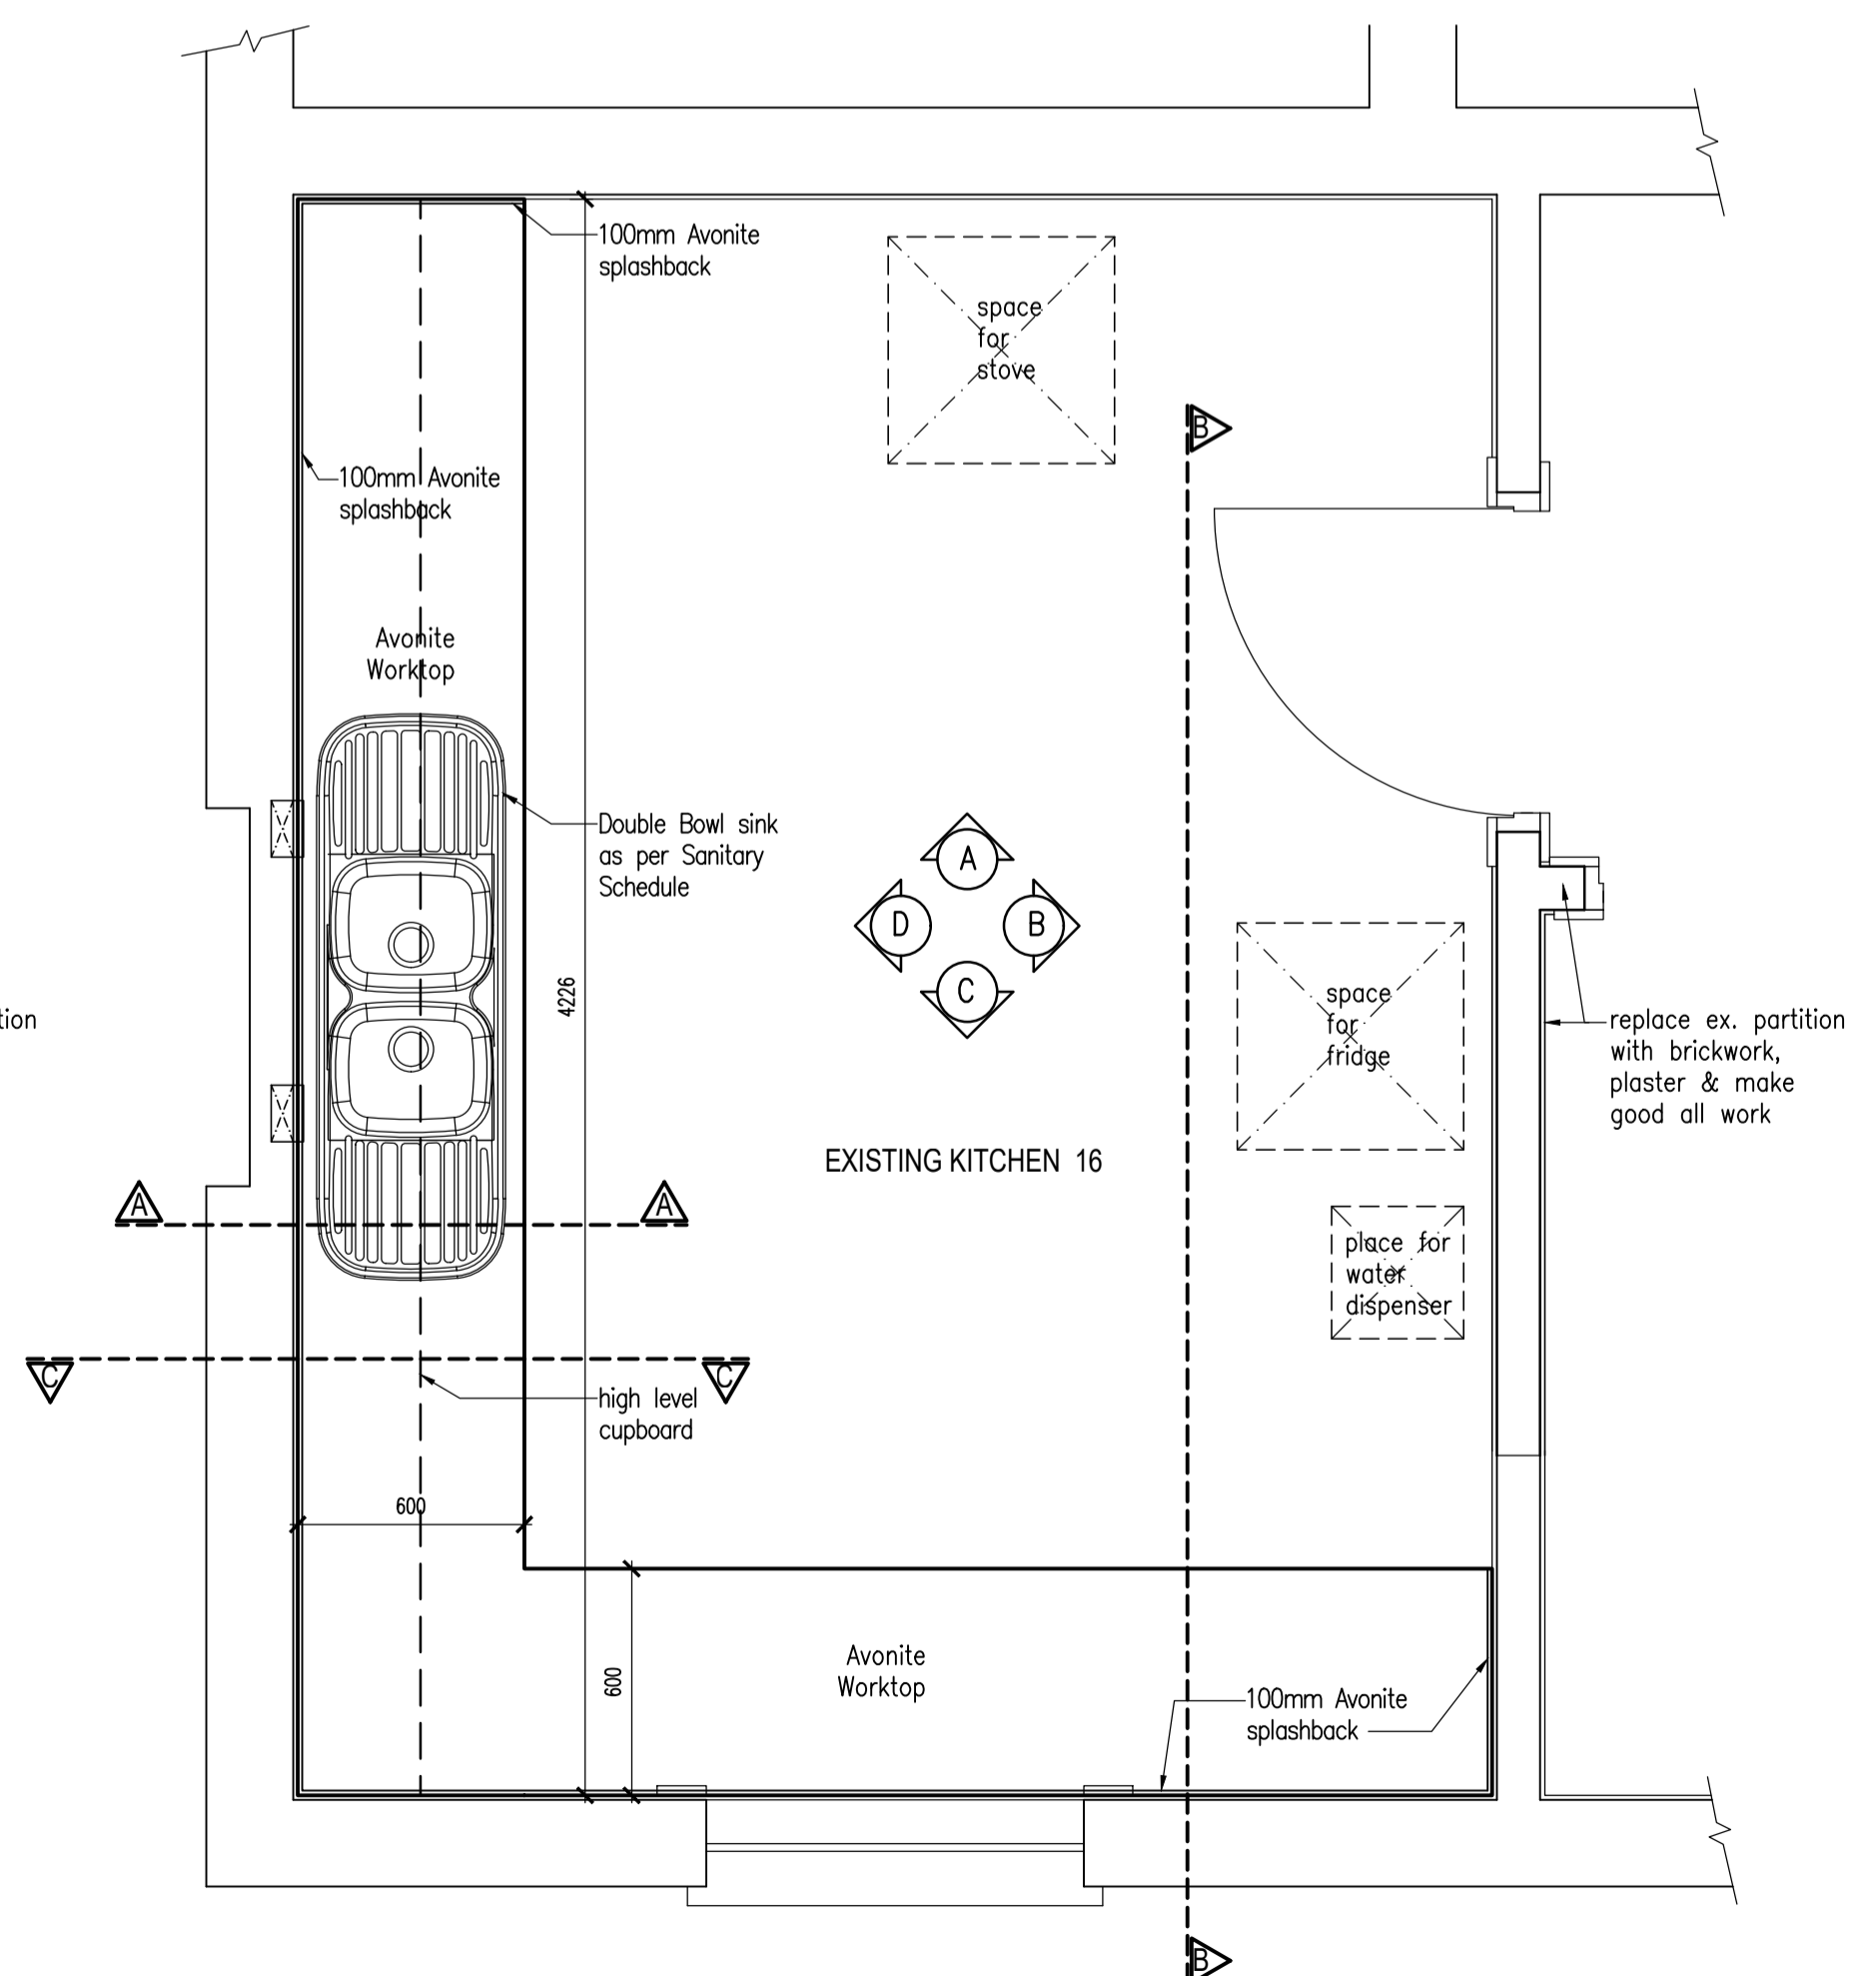 100mm Avonite
splashback
space
for
stove
B
100mm Avonite
splashback
Avonite
Worktop
Double Bowl sink
as per Sanitary
Schedule
A
D
B
C
4226
space
for
fridge
tion
replace ex. partition
with brickwork,
plaster & make
good all work
EXISTING KITCHEN 16
A
A
place for
water
dispenser
C
C
high level
cupboard
600
600
Avonite
Worktop
100mm Avonite
splashback
B